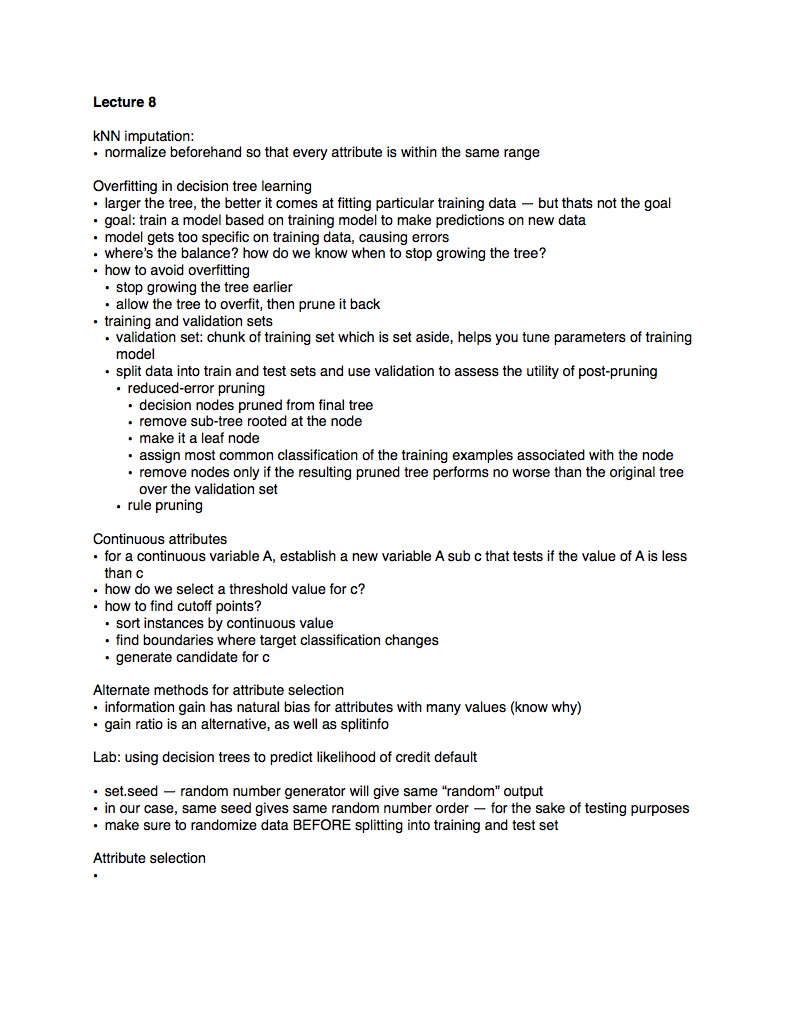 Lecture 8
kNN imputation:
• normalize beforehand so that every attribute is within the same range
Overfitting in decision tree learning
• larger the tree, the better it comes at fitting particular training data — but thats not the goal
• goal: train a model based on training model to make predictions on new data
• model gets too specific on training data, causing errors
• where's the balance? how do we know when to stop growing the tree?
• how to avoid overfitting
• stop growing the tree earlier
• allow the tree to overfit, then prune it back
• training and validation sets
• validation set: chunk of training set which is set aside, helps you tune parameters of training
model
• split data into train and test sets and use validation to assess the utility of post-pruning
• reduced-error pruning
• decision nodes pruned from final tree
• remove sub-tree rooted at the node
• make it a leaf node
• assign most common classification of the training examples associated with the node
• remove nodes only if the resulting pruned tree performs no worse than the original tree
over the validation set
• rule pruning
Continuous attributes
• for a continuous variable A, establish a new variable A sub c that tests if the value of A is less
than c
• how do we select a threshold value for c?
• how to find cutoff points?
• sort instances by continuous value
• find boundaries where target classification changes
• generate candidate for c
Alternate methods for attribute selection
• information gain has natural bias for attributes with many values (know why)
• gain ratio is an alternative, as well as splitinfo
Lab: using decision trees to predict likelihood of credit default
• set.seed — random number generator will give same “random” output
• in our case, same seed gives same random number order — for the sake of testing purposes
• make sure to randomize data BEFORE splitting into training and test set
Attribute selection
•